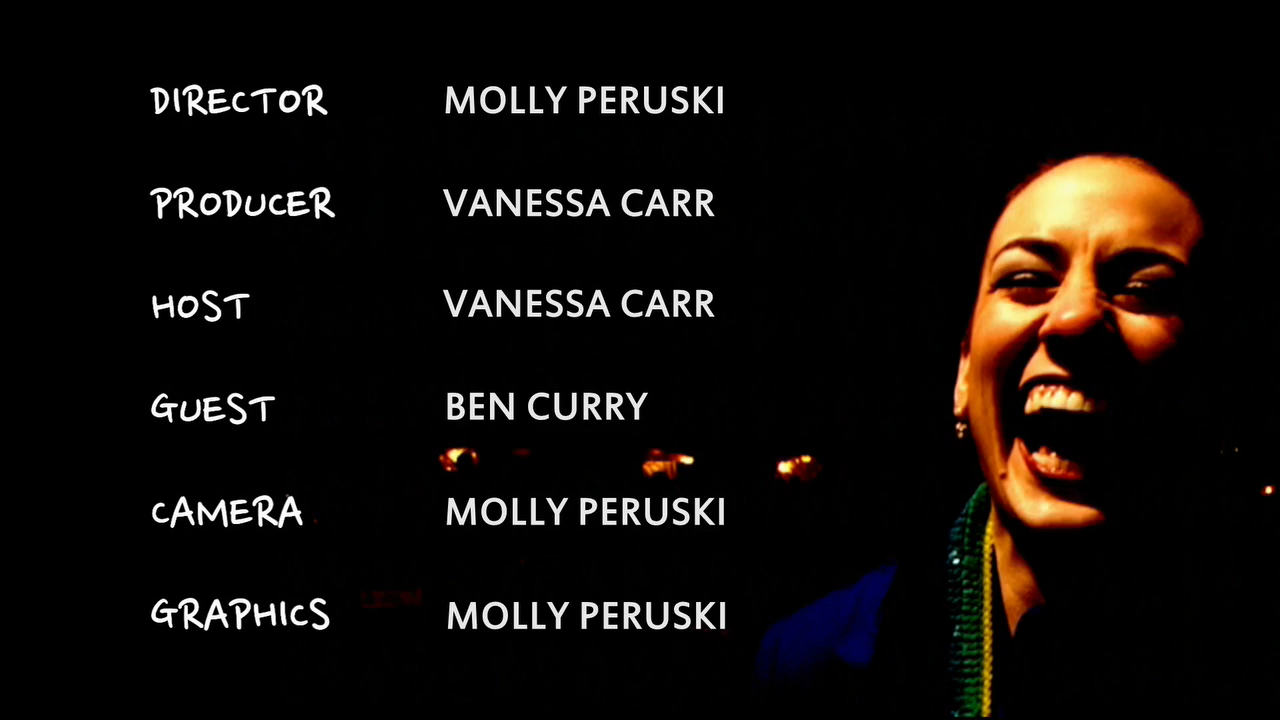 DIRECTOR MOLLY PERUSKI
PRODUCER VANESSA CARR
HOST VANESSA CARR
GUEST BEN CURRY
CAMERA MOLLY PERUSKI
GRAPHICS MOLLY PERUSKI